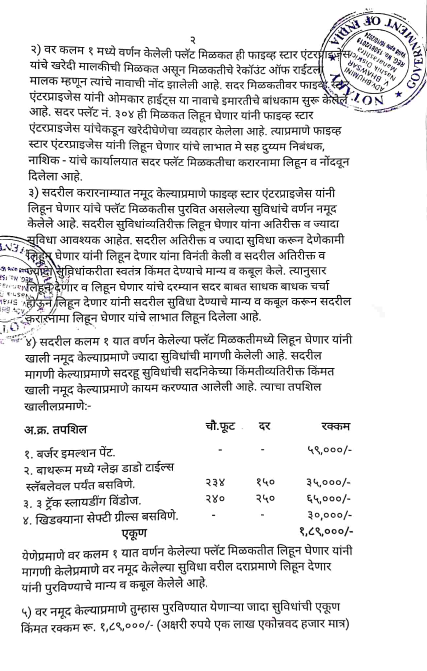 २
२) वर कलम १ मध्ये वर्णन केलेली फ्लॅट मिळकत ही फाइव्ह स्टार एंटरप्राइजेस
यांचे खरेदी मालकीची मिळकत असून मिळकतीचे रेकॉउंट ऑफ राईटला
मालक म्हणून त्यांचे नावाची नोंद झालेली आहे. सदर मिळकतीवर फाइव्ह स्टार
एंटरप्राइजेस यांनी ओमकार हाईट्स या नावाचे इमारतीचे बांधकाम सुरू केलेले
आहे. सदर फ्लॅट नं. ३०४ ही मिळकत लिहून घेणार यांनी फाइव्ह स्टार
एंटरप्राइजेस यांचेकडून खरेदीघेणेचा व्यवहार केलेला आहे. त्याप्रमाणे फाइव्ह
स्टार एंटरप्राइजेस यांनी लिहून घेणार यांचे लाभात मे सह दुय्यम निबंधक,
नाशिक - यांचे कार्यालयात सदर फ्लॅट मिळकतीचा करारनामा लिहून व नोंदवून
दिलेला आहे.
३) सदरील करारनाम्यात नमूद केल्याप्रमाणे फाइव्ह स्टार एंटरप्राइजेस यांनी
लिहून घेणार यांचे फ्लॅट मिळकतीस पुरवित असलेल्या सुविधांचे वर्णन नमूद
केलेले आहे. सदरील सुविधांव्यतिरीक्त लिहून घेणार यांना अतिरीक्त व ज्यादा
सुविधा आवश्यक आहेत. सदरील अतिरीक्त व ज्यादा सुविधा करून देणेकामी
लिहून घेणार यांनी लिहून देणार यांना विनंती केली व सदरील अतिरीक्त व
ज्यादा सुविधांकरीता स्वतंत्र किंमत देण्याचे मान्य व कबूल केले. त्यानुसार
लिहून देणार व लिहून घेणार यांचे दरम्यान सदर बाबत साधक बाधक चर्चा
होऊन लिहून देणार यांनी सदरील सुविधा देण्याचे मान्य व कबूल करून सदरील
करारनामा लिहून घेणार यांचे लाभात लिहून दिलेला आहे.
४) सदरील कलम १ यात वर्णन केलेल्या फ्लॅट मिळकतीमध्ये लिहून घेणार यांनी
खाली नमूद केल्याप्रमाणे ज्यादा सुविधांची मागणी केलेली आहे. सदरील
मागणी केल्याप्रमाणे सदरहू सुविधांची सदनिकेच्या किंमतीव्यतिरीक्त किंमत
खाली नमूद केल्याप्रमाणे कायम करण्यात आलेली आहे. त्याचा तपशिल
खालीलप्रमाणे:-
अ.क्र. तपशिल चौ.फूट दर रक्कम
१. बर्जर इमल्शन पेंट. - - ५९,०००/-
२. बाथरूम मध्ये ग्लेझ डाडो टाईल्स
स्लॅबलेवल पर्यंत बसविणे. २३४ १५० ३५,०००/-
३. ३ ट्रॅक स्लायडींग विंडोज. २४० २५० ६५,०००/-
४. खिडक्याना सेफ्टी ग्रील्स बसविणे. - ३०,०००/-
एकूण १,८९,०००/-
येणेप्रमाणे वर कलम १ यात वर्णन केलेल्या फ्लॅट मिळकतीत लिहून घेणार यांनी
मागणी केलेप्रमाणे वर नमूद केलेल्या सुविधा वरील दराप्रमाणे लिहून देणार
यांनी पुरविण्याचे मान्य व कबूल केलेले आहे.
५) वर नमूद केल्याप्रमाणे तुम्हास पुरविण्यात येणाऱ्या जादा सुविधांची एकूण
किंमत रक्कम रू. १,८९,०००/- (अक्षरी रुपये एक लाख एकोन्नवद हजार मात्र)
NOTARY
GOVERNMENT OF INDIA